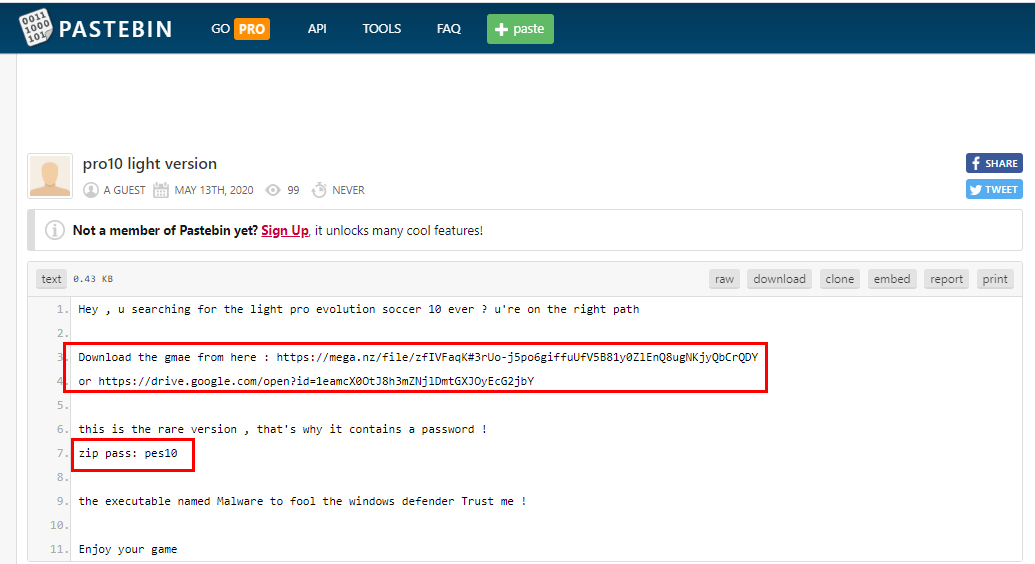 0011
1000
101
PASTEBIN GO PRO API TOOLS FAQ + paste
pro10 light version
SHARE
A GUEST MAY 13TH, 2020 99 NEVER
TWEET
Not a member of Pastebin yet? Sign Up, it unlocks many cool features!
text 0.43 KB raw download clone embed report print
1. Hey , u searching for the light pro evolution soccer 10 ever ? u're on the right path
2.
3. Download the gmae from here : https://mega.nz/file/zfIVFaqK#3rUo-j5po6giffuUfV5B81y0ZlEnQ8ugNKjyQbCrQDY
4. or https://drive.google.com/open?id=1eamcX0OtJ8h3mZNjlDmtGXJOyEcG2jbY
5.
6. this is the rare version , that's why it contains a password !
7. zip pass: pes10
8.
9. the executable named Malware to fool the windows defender Trust me !
10.
11. Enjoy your game